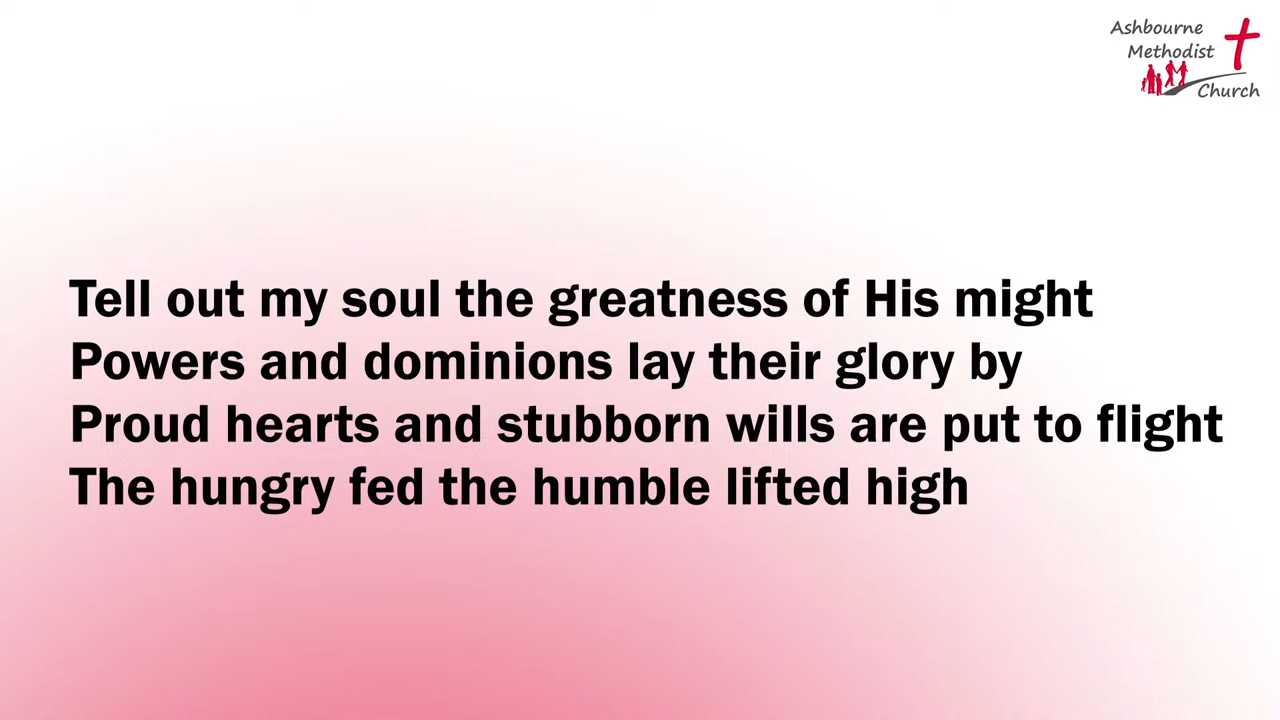 Ashbourne
Methodist
Church
Tell out my soul the greatness of His might
Powers and dominions lay their glory by
Proud hearts and stubborn wills are put to flight
The hungry fed the humble lifted high